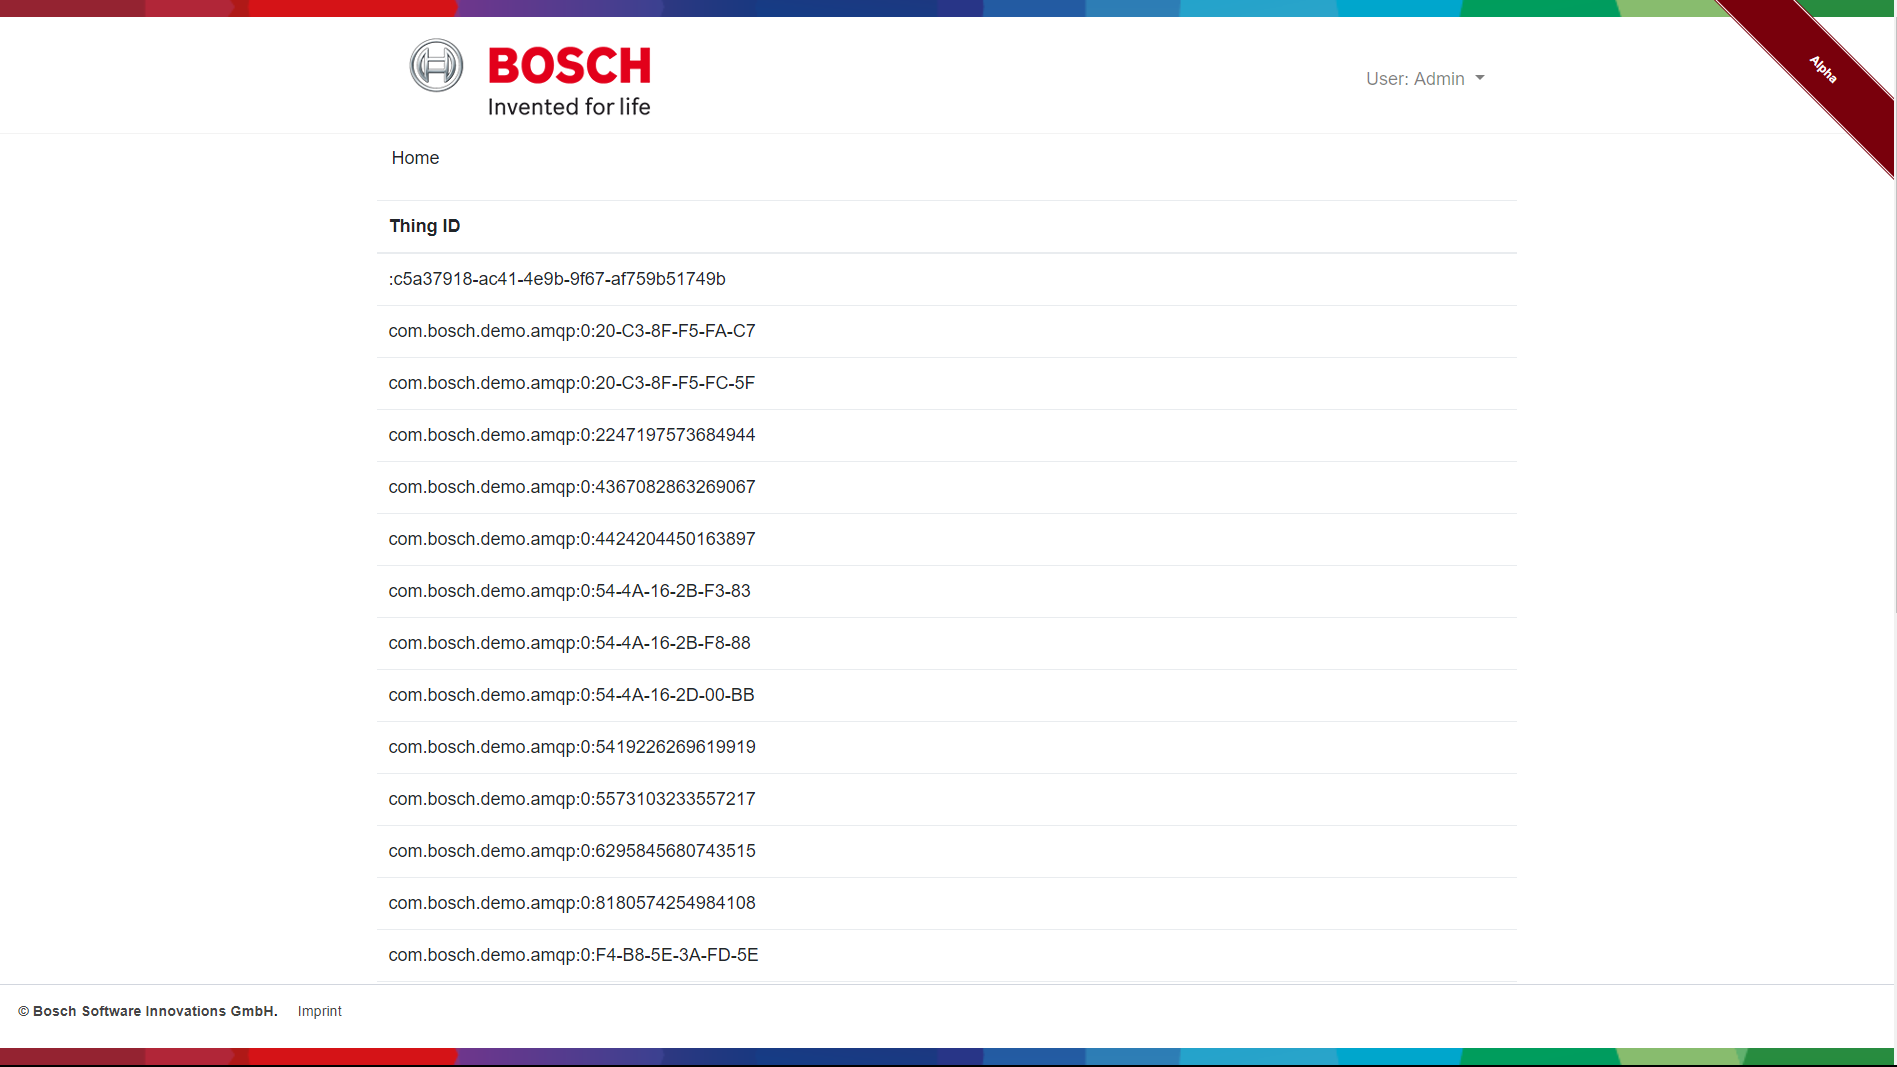 BOSCH
Invented for life
User: Admin
Alpha
Home
Thing ID
:c5a37918-ac41-4e9b-9f67-af759b51749b
com.bosch.demo.amqp:0:20-C3-8F-F5-FA-C7
com.bosch.demo.amqp:0:20-C3-8F-F5-FC-5F
com.bosch.demo.amqp:0:2247197573684944
com.bosch.demo.amqp:0:4367082863269067
com.bosch.demo.amqp:0:4424204450163897
com.bosch.demo.amqp:0:54-4A-16-2B-F3-83
com.bosch.demo.amqp:0:54-4A-16-2B-F8-88
com.bosch.demo.amqp:0:54-4A-16-2D-00-BB
com.bosch.demo.amqp:0:5419226269619919
com.bosch.demo.amqp:0:5573103233557217
com.bosch.demo.amqp:0:6295845680743515
com.bosch.demo.amqp:0:8180574254984108
com.bosch.demo.amqp:0:F4-B8-5E-3A-FD-5E
© Bosch Software Innovations GmbH. Imprint